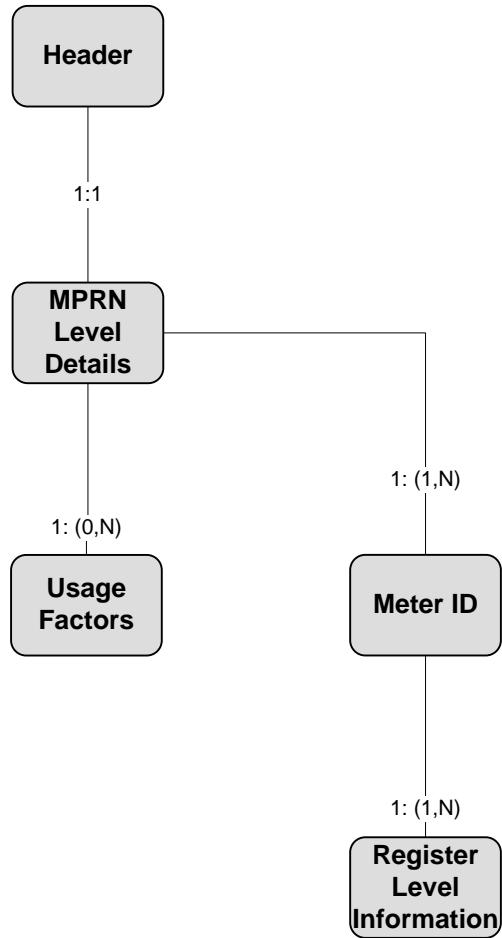 Header
1:1
MPRN
Level
Details
1: (0,N)
1: (1,N)
Usage
Factors
Meter ID
1: (1,N)
Register
Level
Information